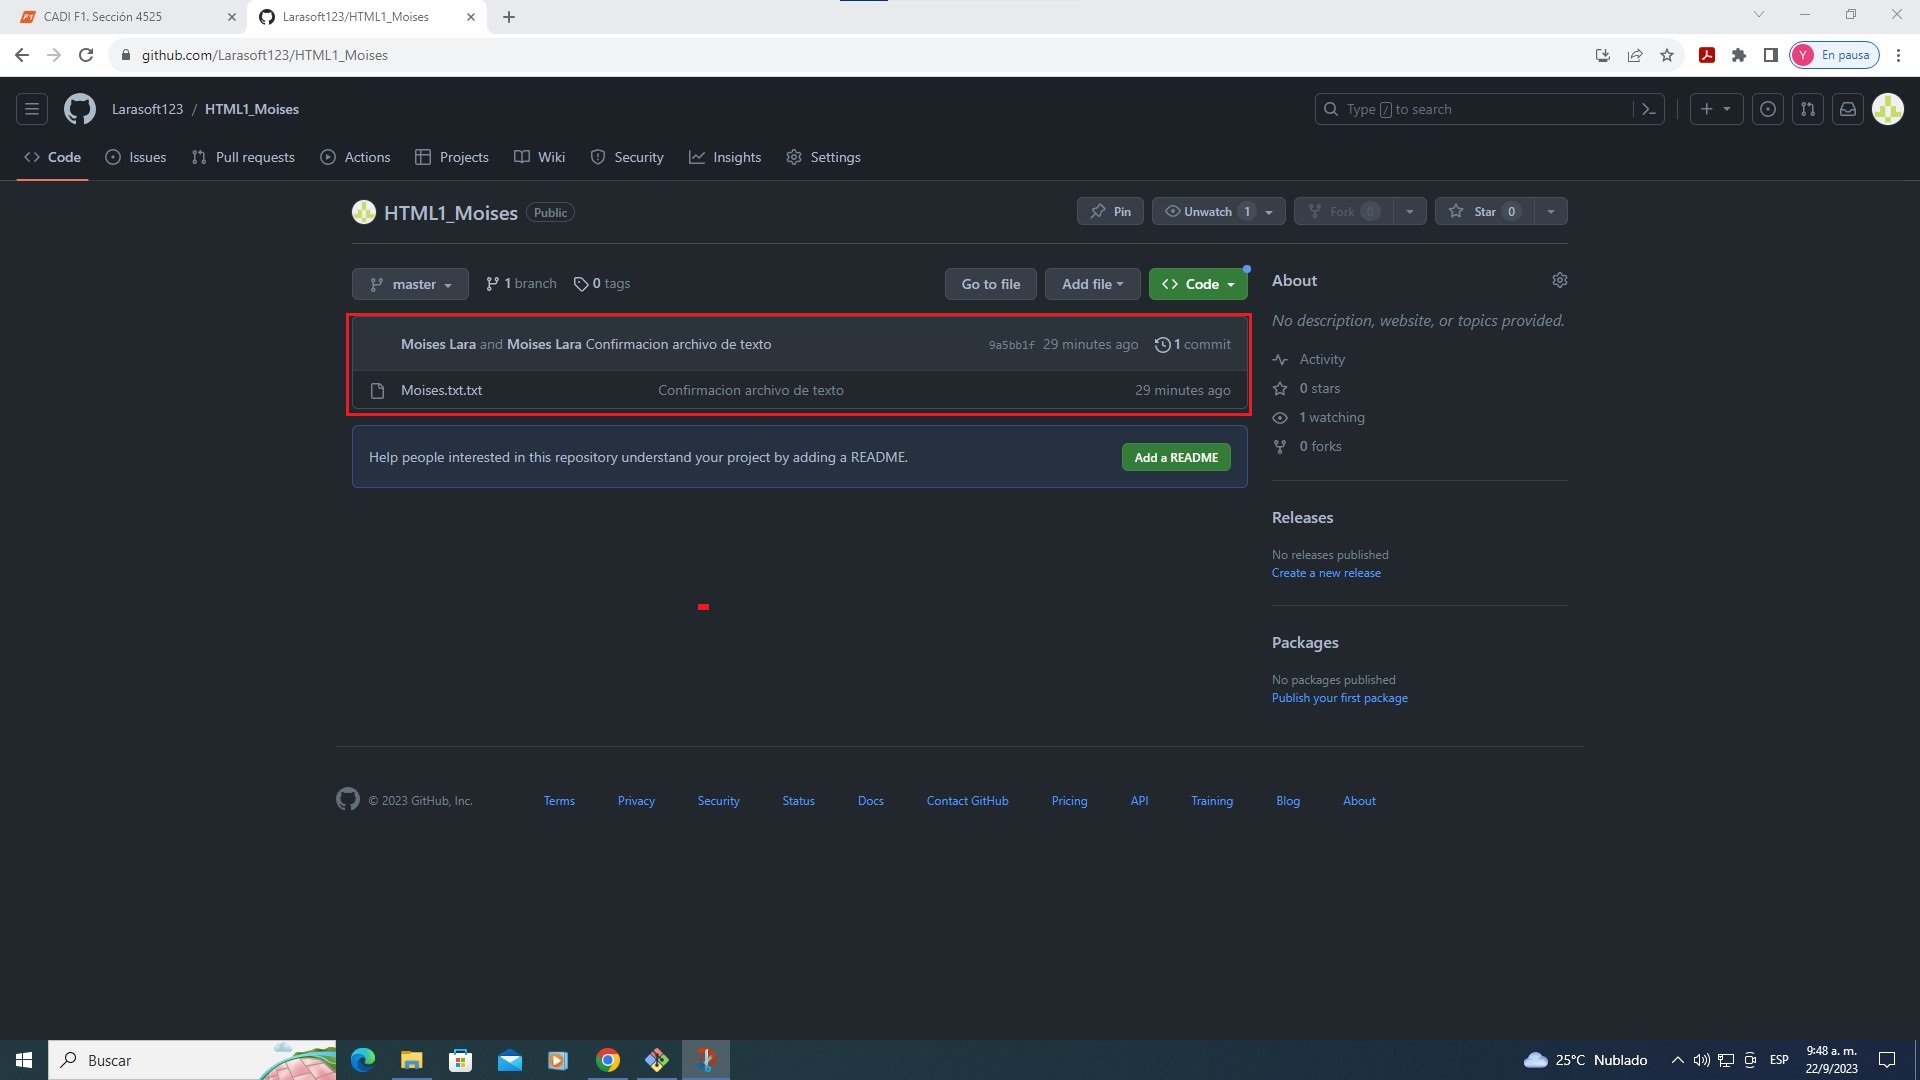 CADI F1. Sección 4525
Larasoft123/HTML1_Moises
github.com/Larasoft123/HTML1_Moises
Y En pausa
Larasoft123 / HTML1_Moises
Type / to search
Code Issues Pull requests Actions Projects Wiki Security Insights Settings
HTML1_Moises Public
Pin Unwatch 1 Fork 0 Star 0
master 1 branch 0 tags Go to file Add file Code
Moises Lara and Moises Lara Confirmacion archivo de texto 9a5bb1f 29 minutes ago 1 commit
Moises.txt.txt Confirmacion archivo de texto 29 minutes ago
Help people interested in this repository understand your project by adding a README. Add a README
About
No description, website, or topics provided.
Activity
0 stars
1 watching
0 forks
Releases
No releases published
Create a new release
Packages
No packages published
Publish your first package
© 2023 GitHub, Inc. Terms Privacy Security Status Docs Contact GitHub Pricing API Training Blog About
Buscar
25°C Nublado
ESP
9:48 a. m.
22/9/2023